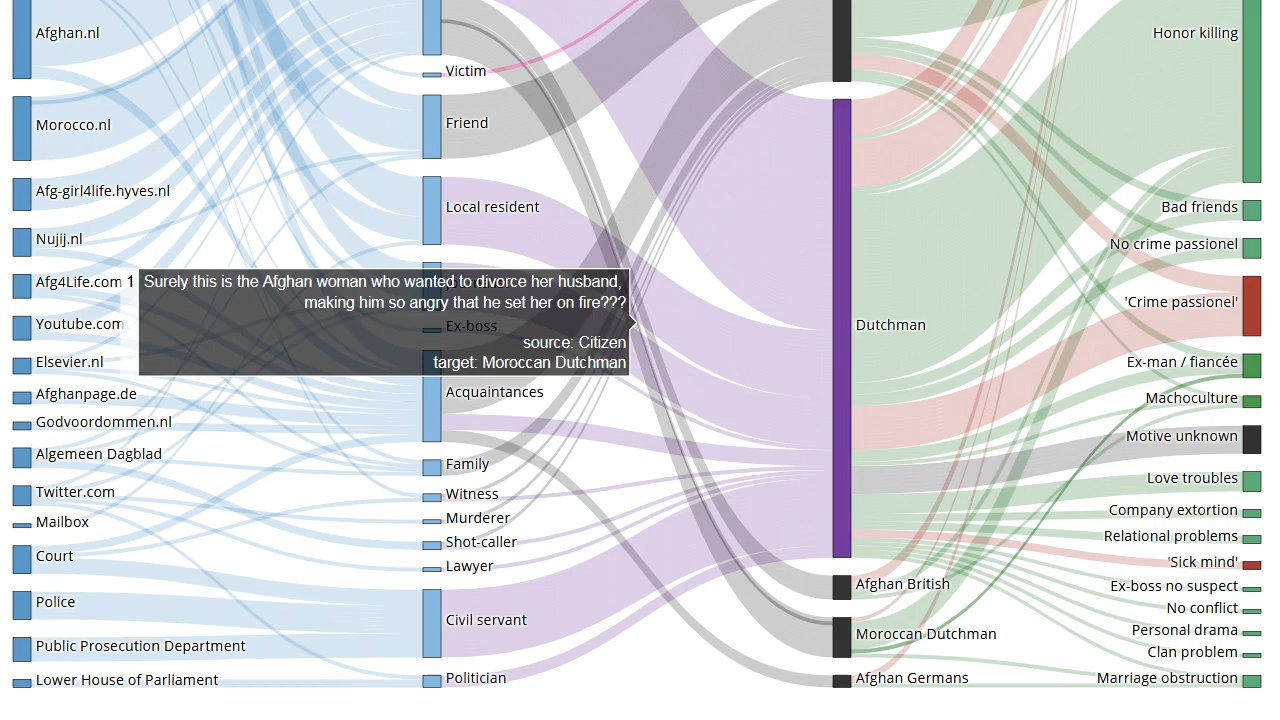 Afghan.nl
Morocco.nl
Afg-girl4life.hyves.nl
Nujij.nl
Afg4Life.com 1
Youtube.com
Elsevier.nl
Afghanpage.de
Godvoordommen.nl
Algemeen Dagblad
Twitter.com
Mailbox
Court
Police
Public Prosecution Department
Lower House of Parliament
Victim
Friend
Local resident
Surely this is the Afghan woman who wanted to divorce her husband,
making him so angry that he set her on fire???
source: Citizen
target: Moroccan Dutchman
Ex-boss
Acquaintances
Family
Witness
Murderer
Shot-caller
Lawyer
Civil servant
Politician
Dutchman
Afghan British
Moroccan Dutchman
Afghan Germans
Honor killing
Bad friends
No crime passionel
'Crime passionel'
Ex-man / fiancée
Machoculture
Motive unknown
Love troubles
Company extortion
Relational problems
'Sick mind'
Ex-boss no suspect
No conflict
Personal drama
Clan problem
Marriage obstruction